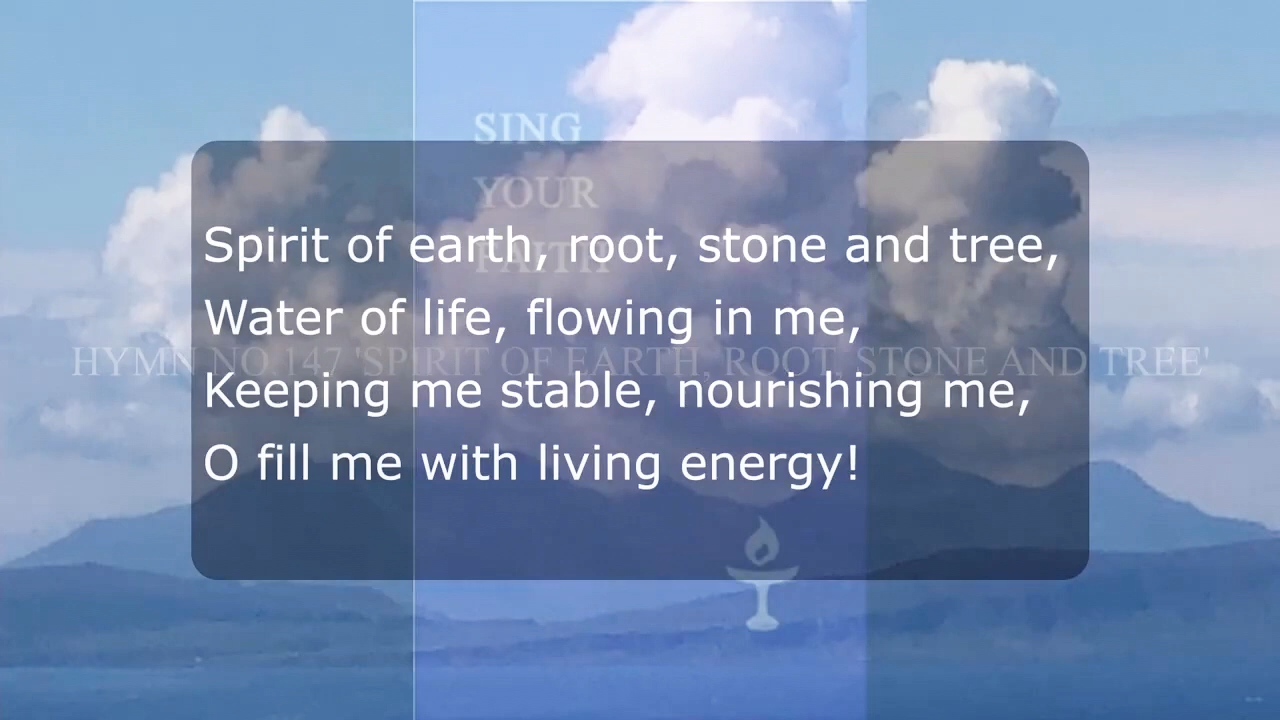 SING
YOUR
FAITH
Spirit of earth, root, stone and tree,
Water of life, flowing in me,
HYMN NO.147 'SPIRIT OF EARTH, ROOT, STONE AND TREE'
Keeping me stable, nourishing me,
O fill me with living energy!